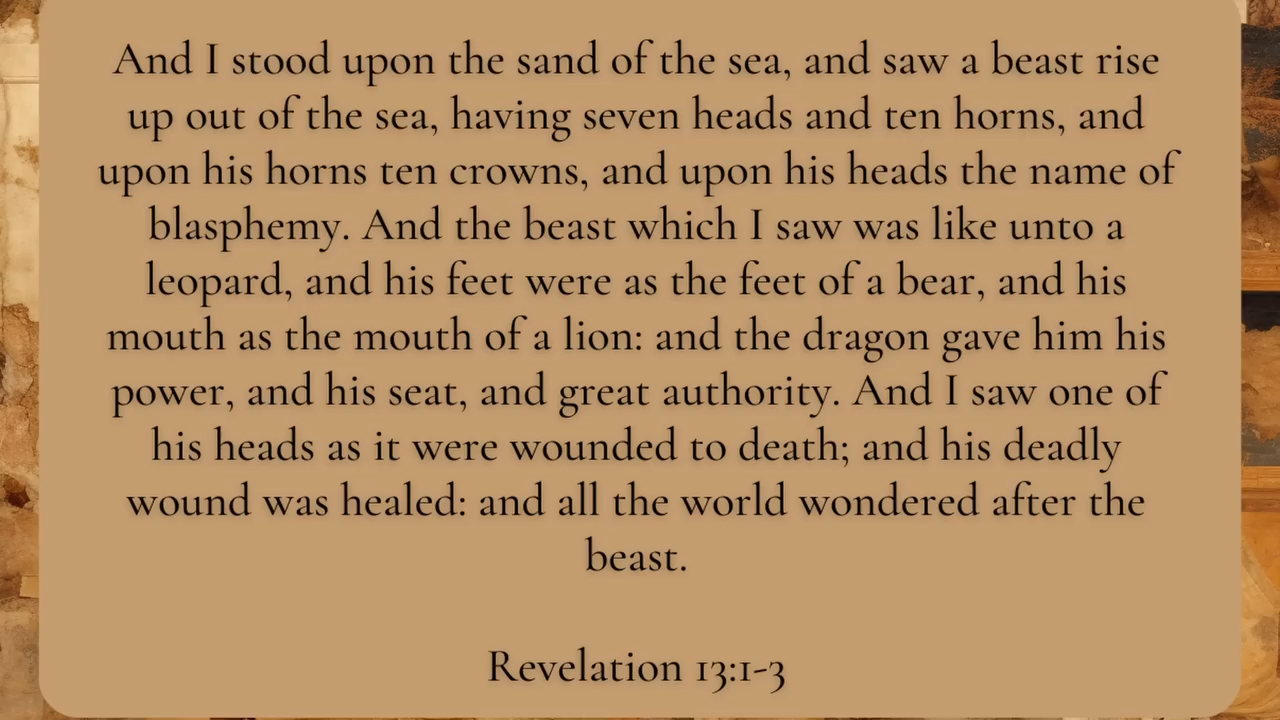 And I stood upon the sand of the sea, and saw a beast rise
up out of the sea, having seven heads and ten horns, and
upon his horns ten crowns, and upon his heads the name of
blasphemy. And the beast which I saw was like unto a
leopard, and his feet were as the feet of a bear, and his
mouth as the mouth of a lion: and the dragon gave him his
power, and his seat, and great authority. And I saw one of
his heads as it were wounded to death; and his deadly
wound was healed: and all the world wondered after the
beast.
Revelation 13:1-3